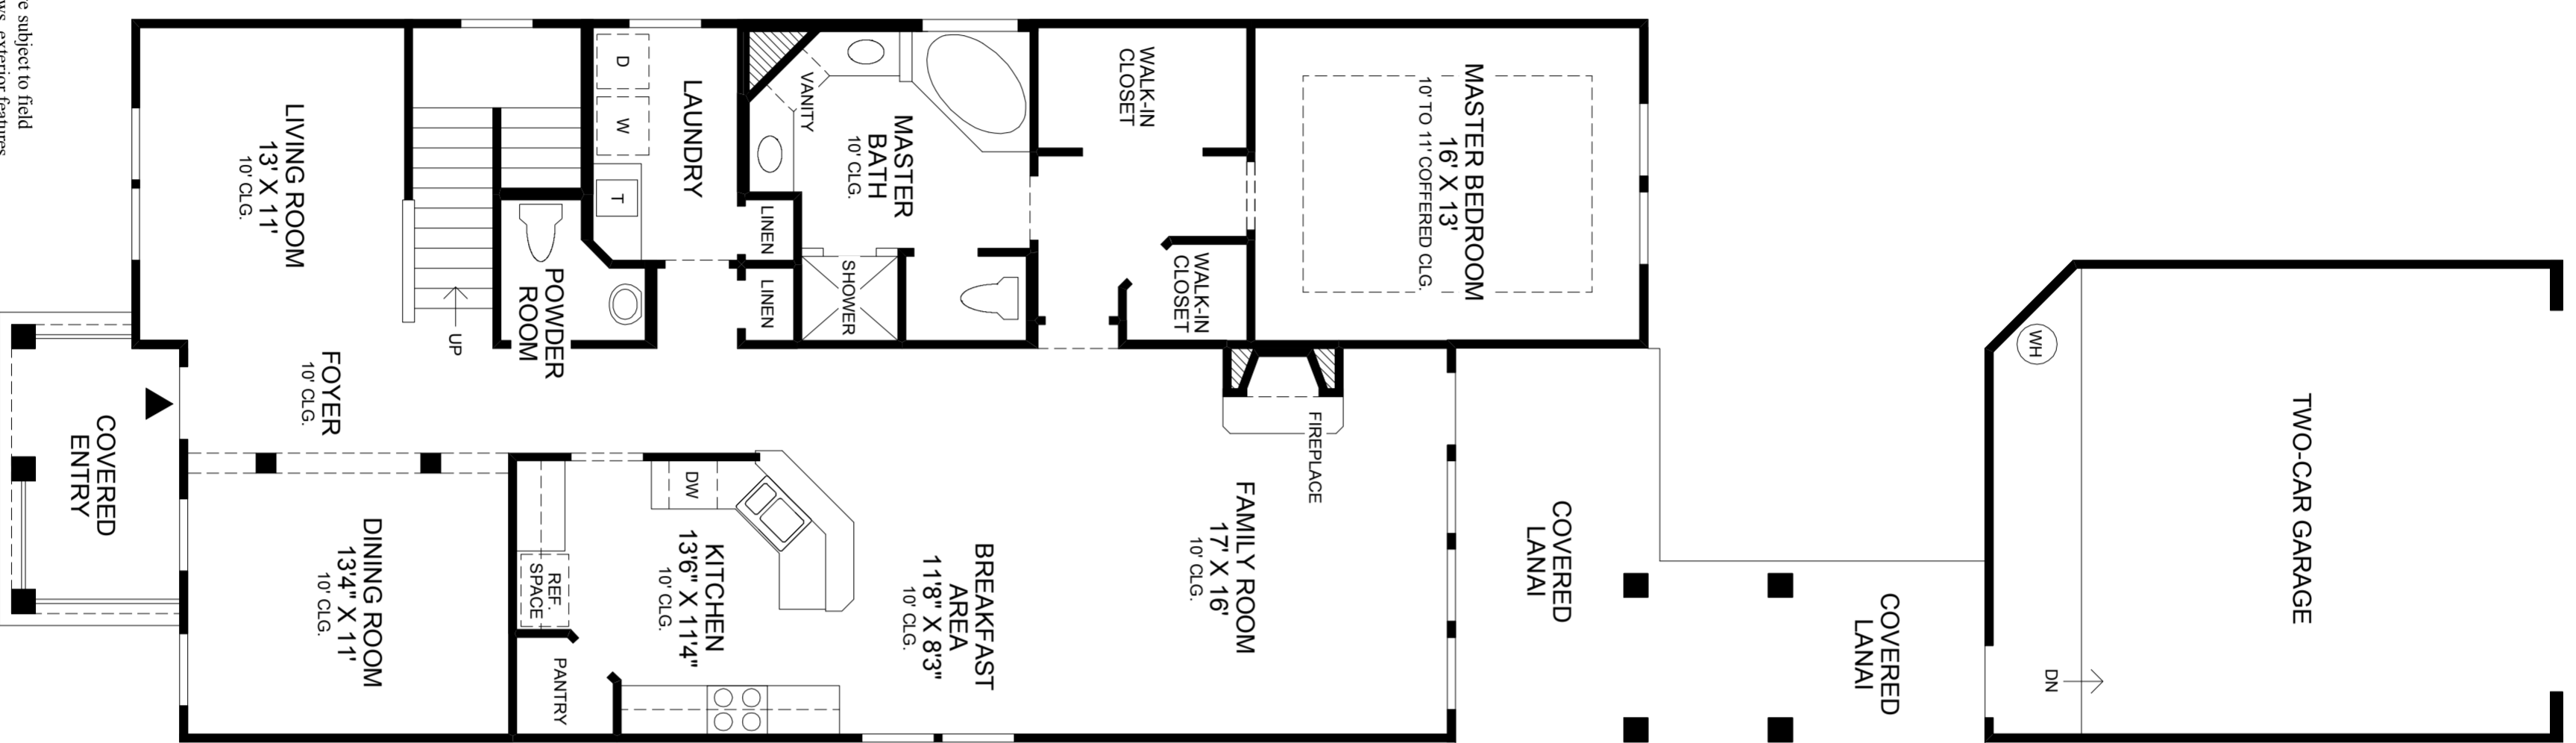 e subject to field
ws, exterior feratures
LIVING ROOM
13' X 11'
10' CLG.
UP
POWDER
ROOM
D
W
T
LAUNDRY
LINEN
LINEN
VANITY
MASTER
BATH
10' CLG.
SHOWER
WALK-IN
CLOSET
WALK-IN
CLOSET
MASTER BEDROOM
16' X 13'
10' TO 11' COFFERED CLG.
COVERED
ENTRY
FOYER
10' CLG.
DINING ROOM
13'4" X 11'
10' CLG.
REF.
SPACE
PANTRY
DW
KITCHEN
13'6" X 11'4"
10' CLG.
BREAKFAST
AREA
11'8" X 8'3"
10' CLG.
FIREPLACE
FAMILY ROOM
17' X 16'
10' CLG.
COVERED
LANAI
COVERED
LANAI
WH
DN
TWO-CAR GARAGE